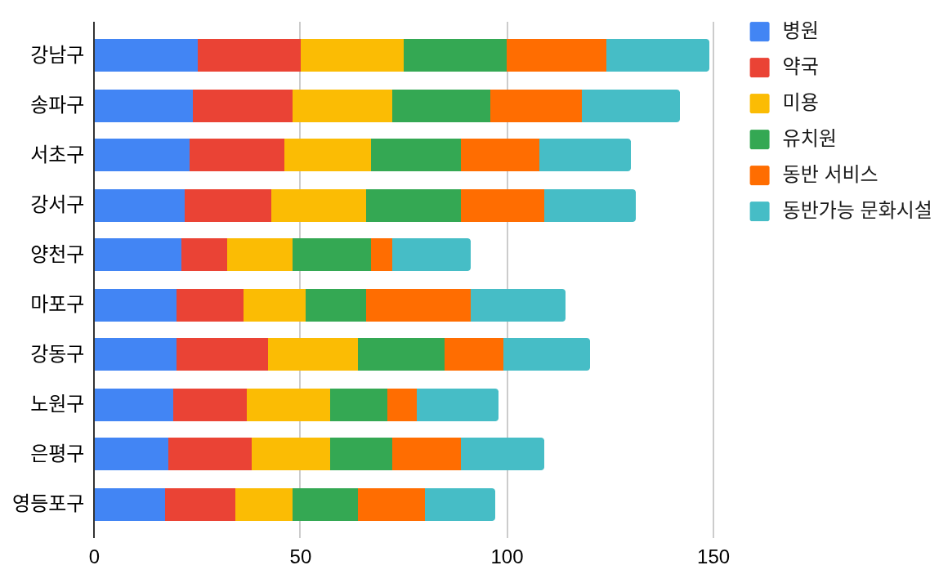 강남구
송파구
서초구
강서구
양천구
마포구
강동구
노원구
은평구
영등포구
0 50 100 150
병원
약국
미용
유치원
동반 서비스
동반가능 문화시설